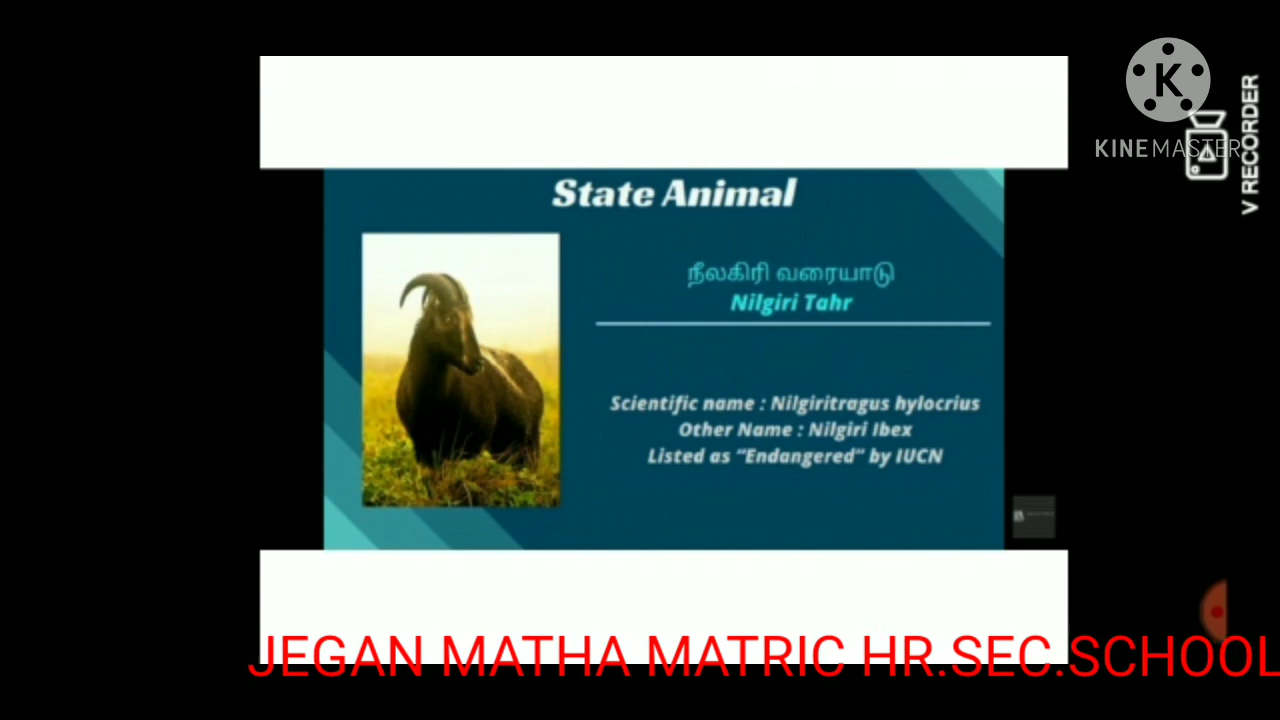 State Animal
நீலகிரி வரையாடு
Nilgiri Tahr
Scientific name : Nilgiritragus hylocrius
Other Name : Nilgiri Ibex
Listed as “Endangered” by IUCN
K
KINEMASTER
V RECORDER
JEGAN MATHA MATRIC HR.SEC.SCHOOL